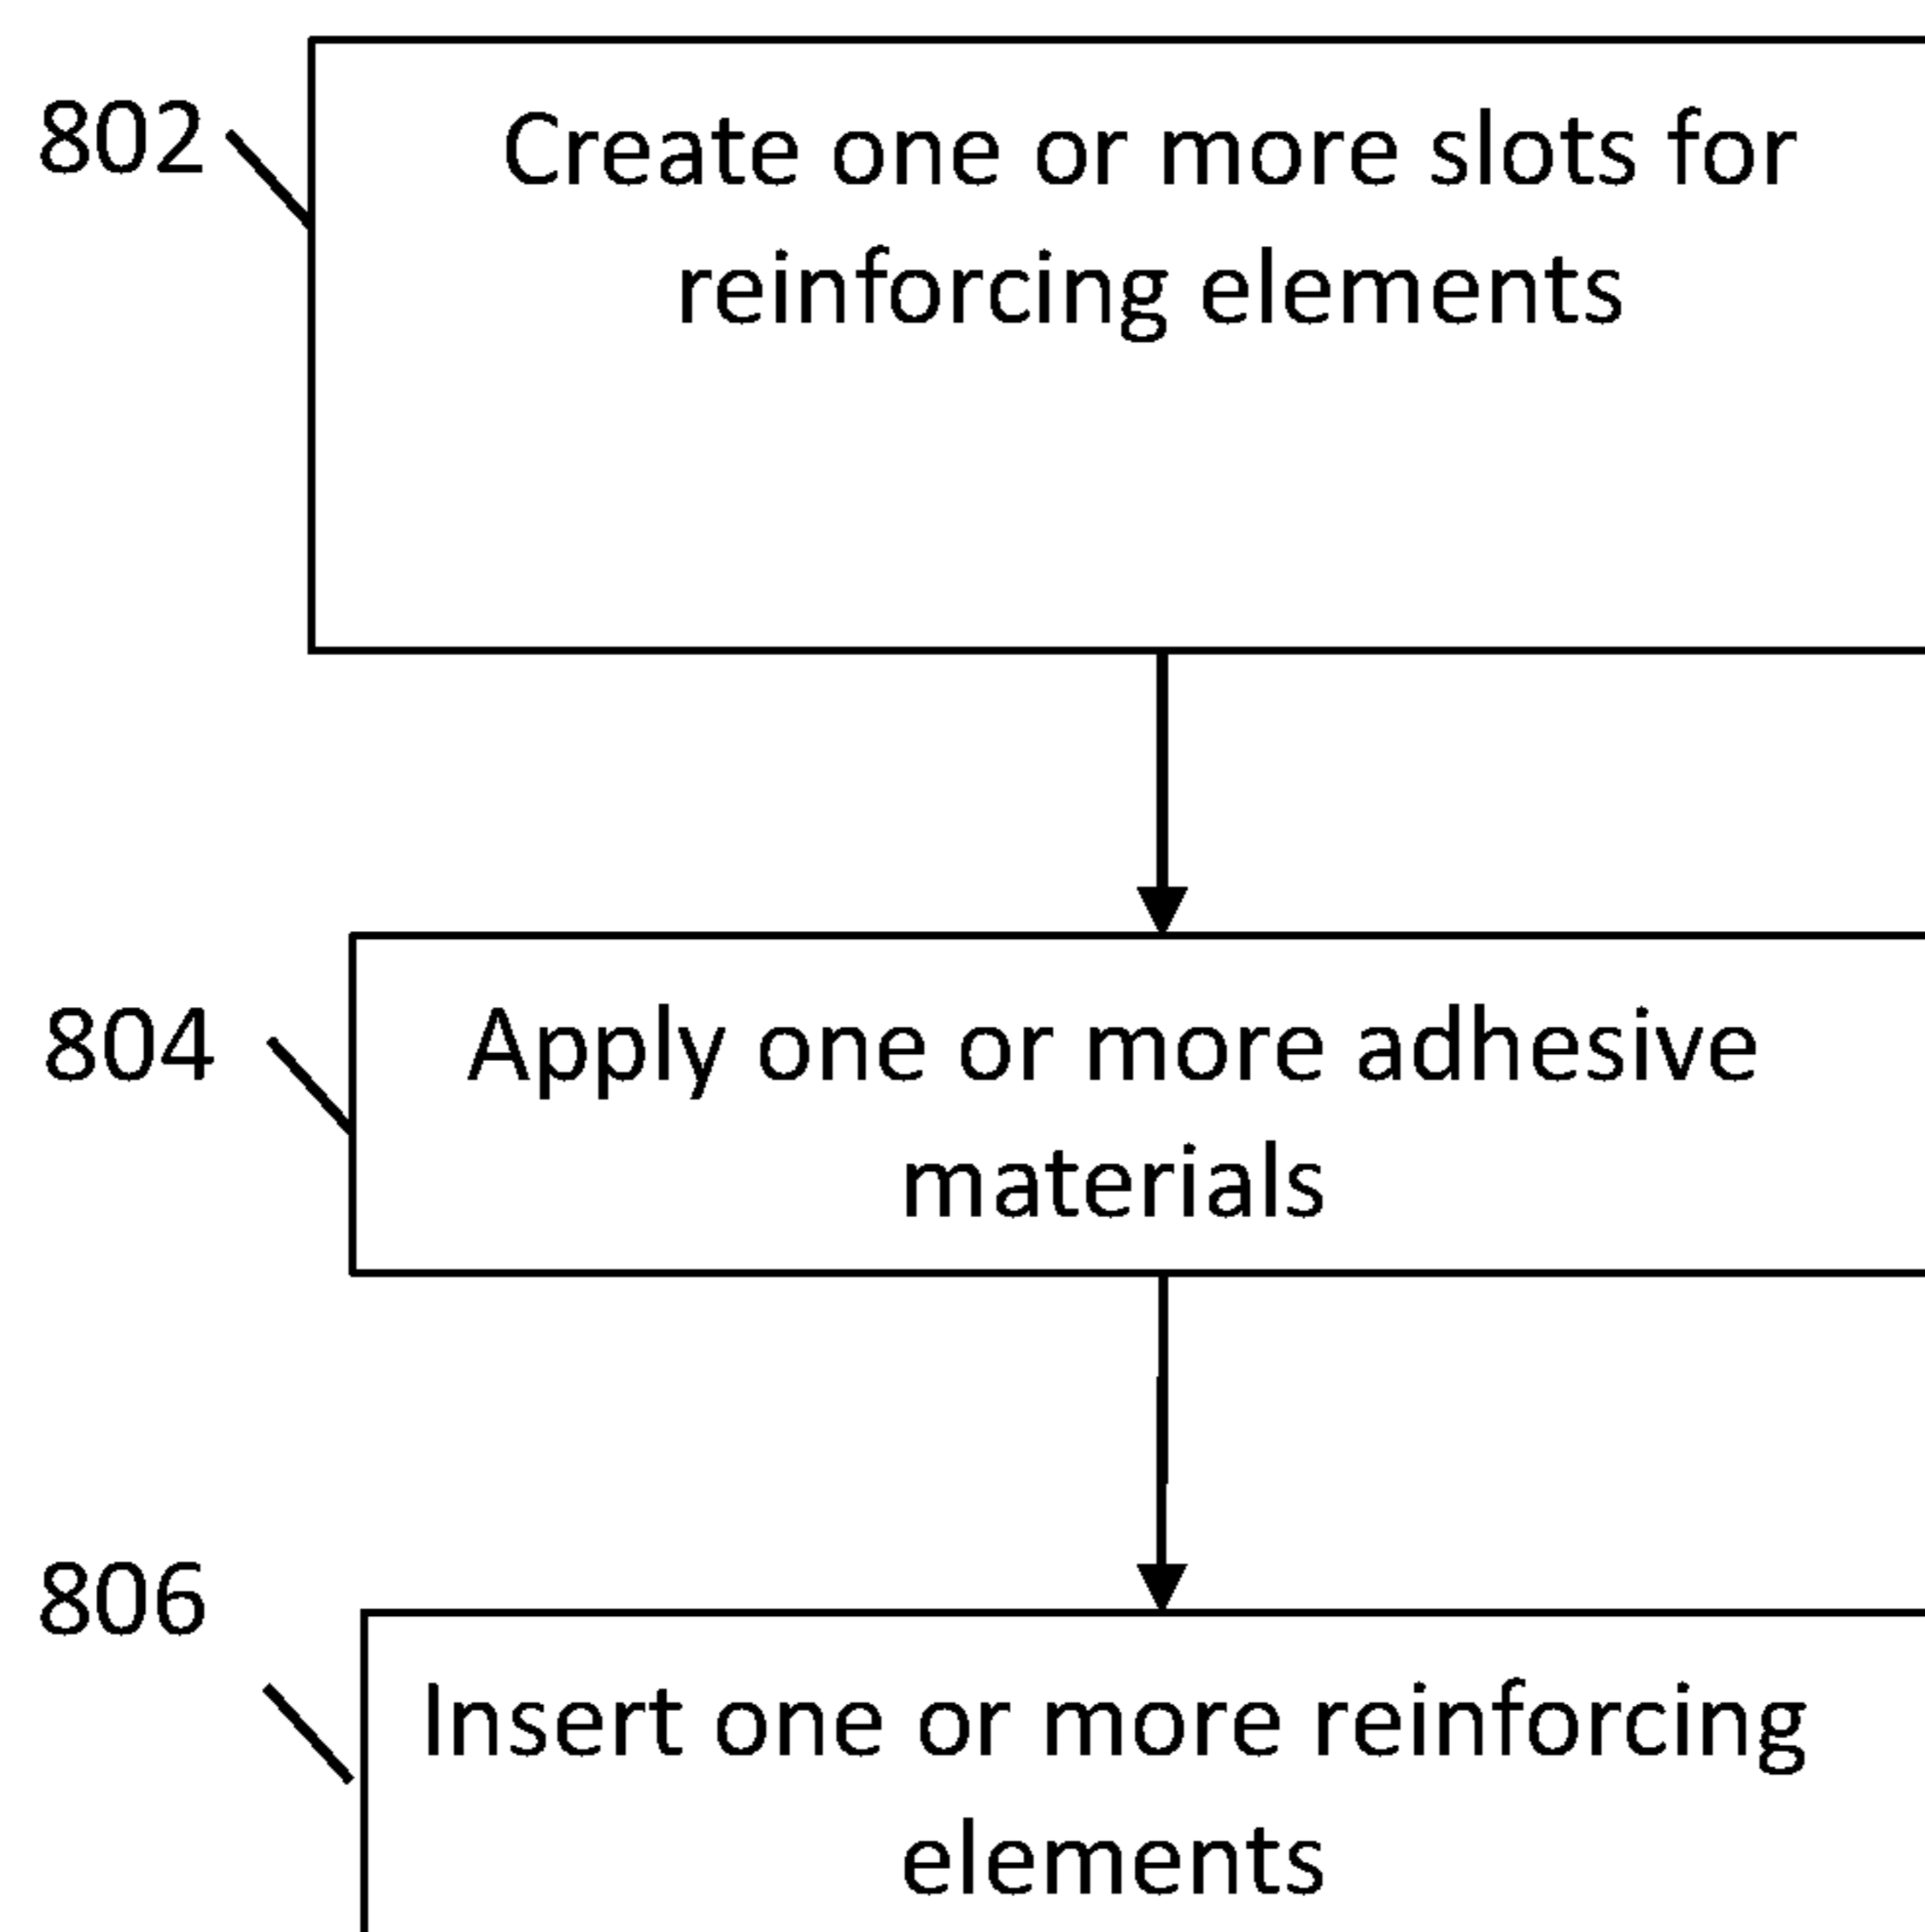 802
Create one or more slots for
reinforcing elements
804
Apply one or more adhesive
materials
806
Insert one or more reinforcing
elements